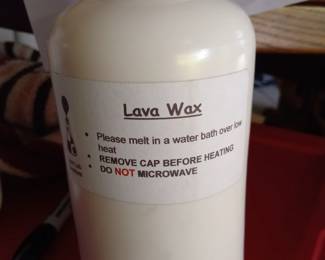 Lava Wax
• Please melt in a water bath over low
heat
• REMOVE CAP BEFORE HEATING
• DO NOT MICROWAVE